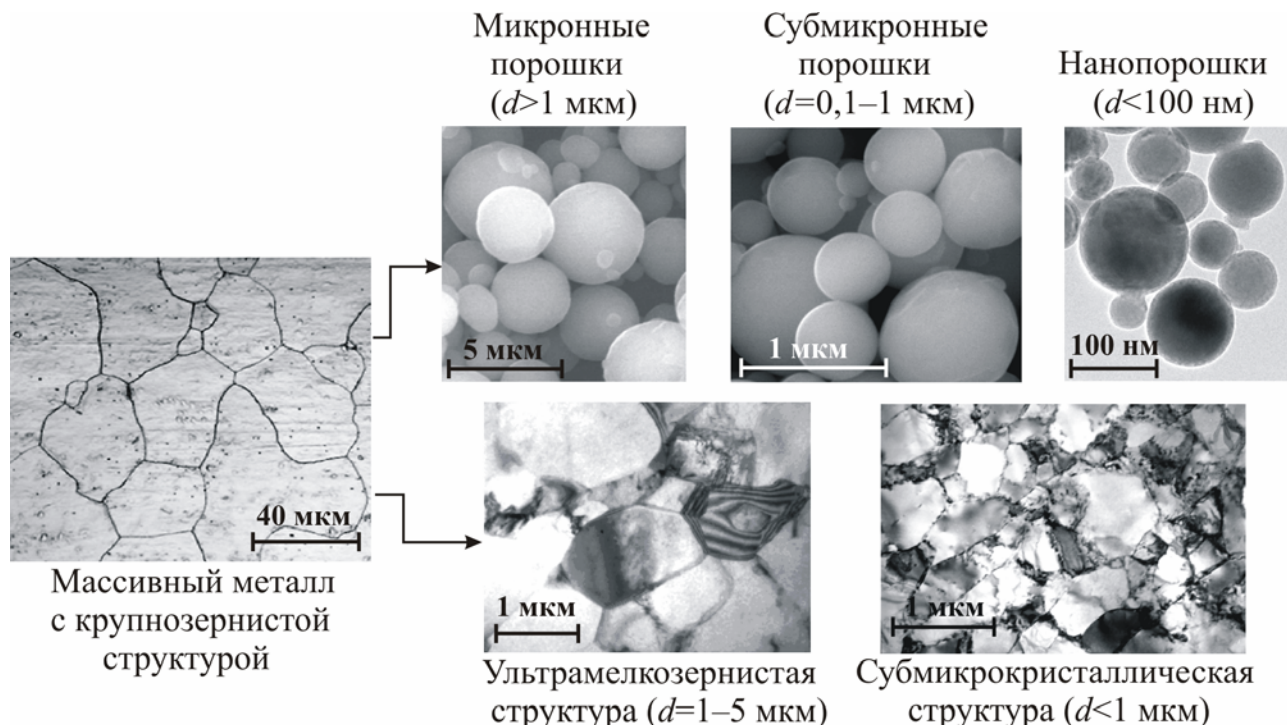 Микронные
порошки
(d>1 мкм)
Субмикронные
порошки
(d=0,1–1 мкм)
Нанопорошки
(d<100 нм)
5 мкм
1 мкм
100 нм
40 мкм
Массивный металл
с крупнозернистой
структурой
1 мкм
1 мкм
Ультрамелкозернистая
структура (d=1–5 мкм)
Субмикрокристаллическая
структура (d<1 мкм)